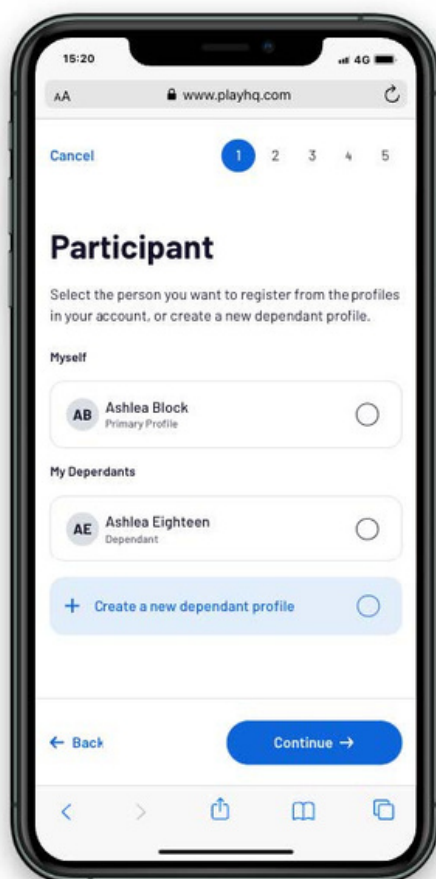 15:20
4G
AA
www.playhq.com
Cancel
1 2 3 4 5
Participant
Select the person you want to register from the profiles
in your account, or create a new dependant profile.
Myself
AB
Ashlea Block
Primary Profile
My Deperdants
AE
Ashlea Eighteen
Dependant
+ Create a new dependant profile
← Back
Continue →